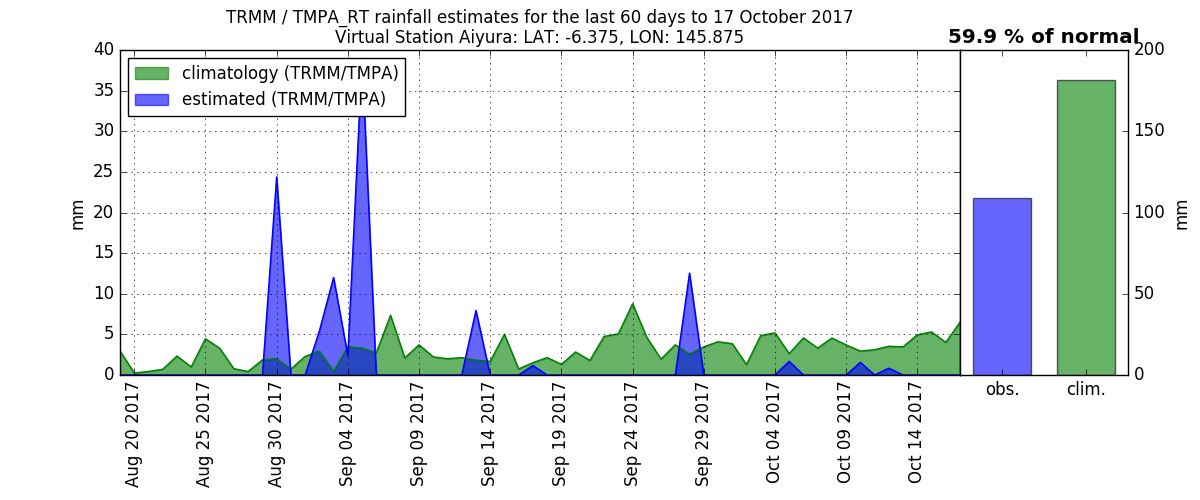 TRMM / TMPA_RT rainfall estimates for the last 60 days to 17 October 2017
Virtual Station Aiyura: LAT: -6.375, LON: 145.875
59.9 % of normal
climatology (TRMM/TMPA)
estimated (TRMM/TMPA)
40
35
30
25
20
15
10
5
0
mm
Aug 20 2017
Aug 25 2017
Aug 30 2017
Sep 04 2017
Sep 09 2017
Sep 14 2017
Sep 19 2017
Sep 24 2017
Sep 29 2017
Oct 04 2017
Oct 09 2017
Oct 14 2017
200
150
100
50
0
mm
obs.
clim.